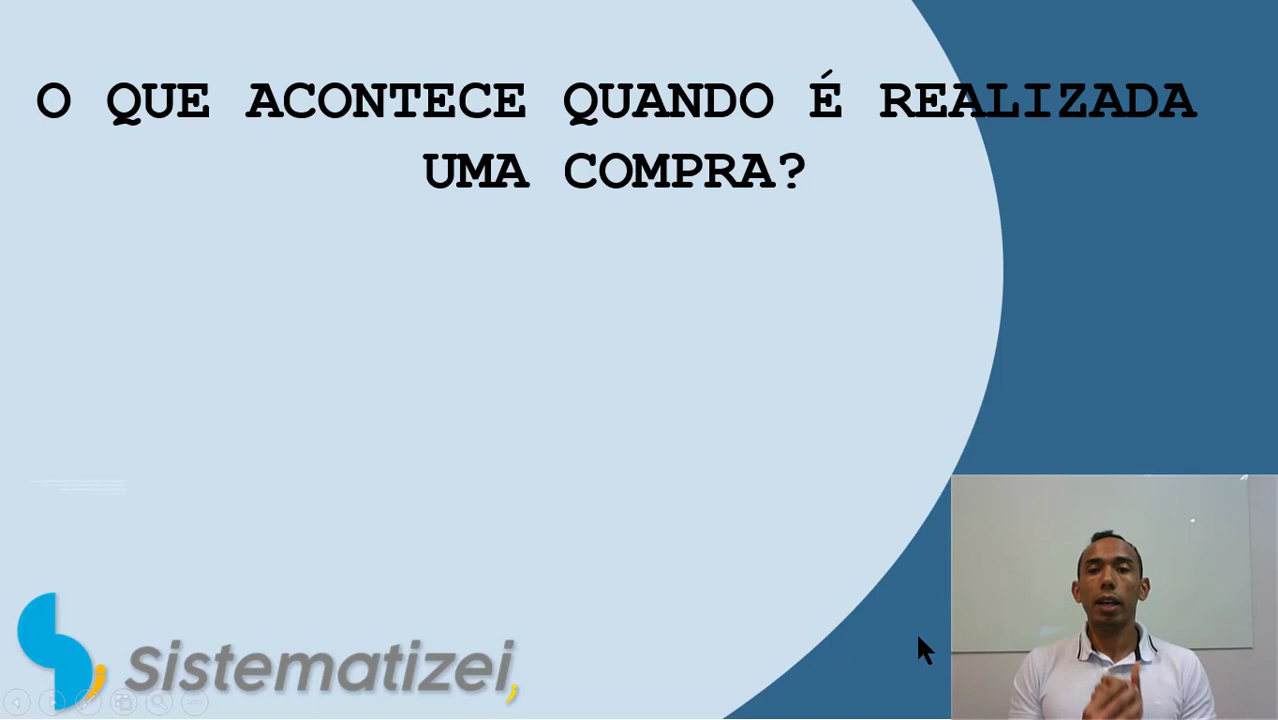 O QUE ACONTECE QUANDO É REALIZADA
UMA COMPRA?
Sistematizei,